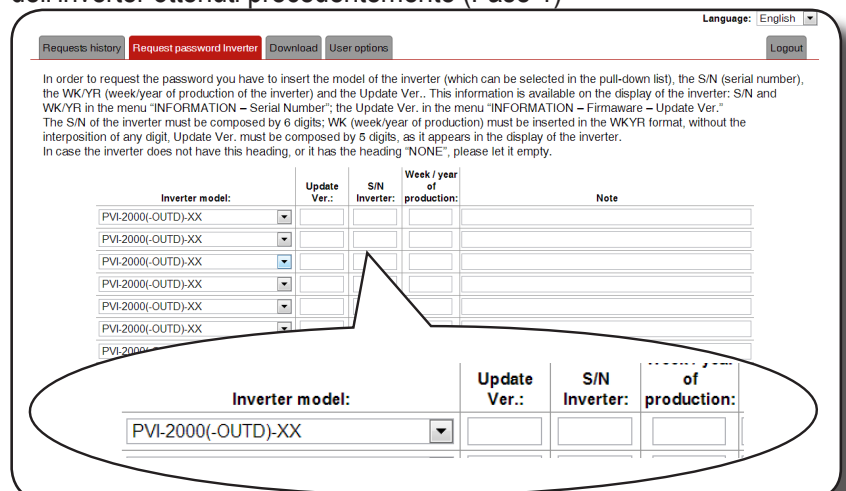 dell'inverter ottenuti precedentemente (Fase 1)
Language: English
Requests history Request password Inverter Download User options Logout
In order to request the password you have to insert the model of the inverter (which can be selected in the pull-down list), the S/N (serial number),
the WK/YR (week/year of production of the inverter) and the Update Ver.. This information is available on the display of the inverter: S/N and
WK/YR in the menu “INFORMATION – Serial Number”; the Update Ver. in the menu “INFORMATION – Firmaware – Update Ver.”
The S/N of the inverter must be composed by 6 digits; WK (week/year of production) must be inserted in the WKYR format, without the
interposition of any digit, Update Ver. must be composed by 5 digits, as it appears in the display of the inverter.
In case the inverter does not have this heading, or it has the heading “NONE”, please let it empty.
Inverter model: Update Ver.: S/N Inverter: Week / year of production: Note
PVI-2000(-OUTD)-XX
PVI-2000(-OUTD)-XX
PVI-2000(-OUTD)-XX
PVI-2000(-OUTD)-XX
PVI-2000(-OUTD)-XX
PVI-2000(-OUTD)-XX
Inverter model: Update Ver.: S/N Inverter: of production:
PVI-2000(-OUTD)-XX